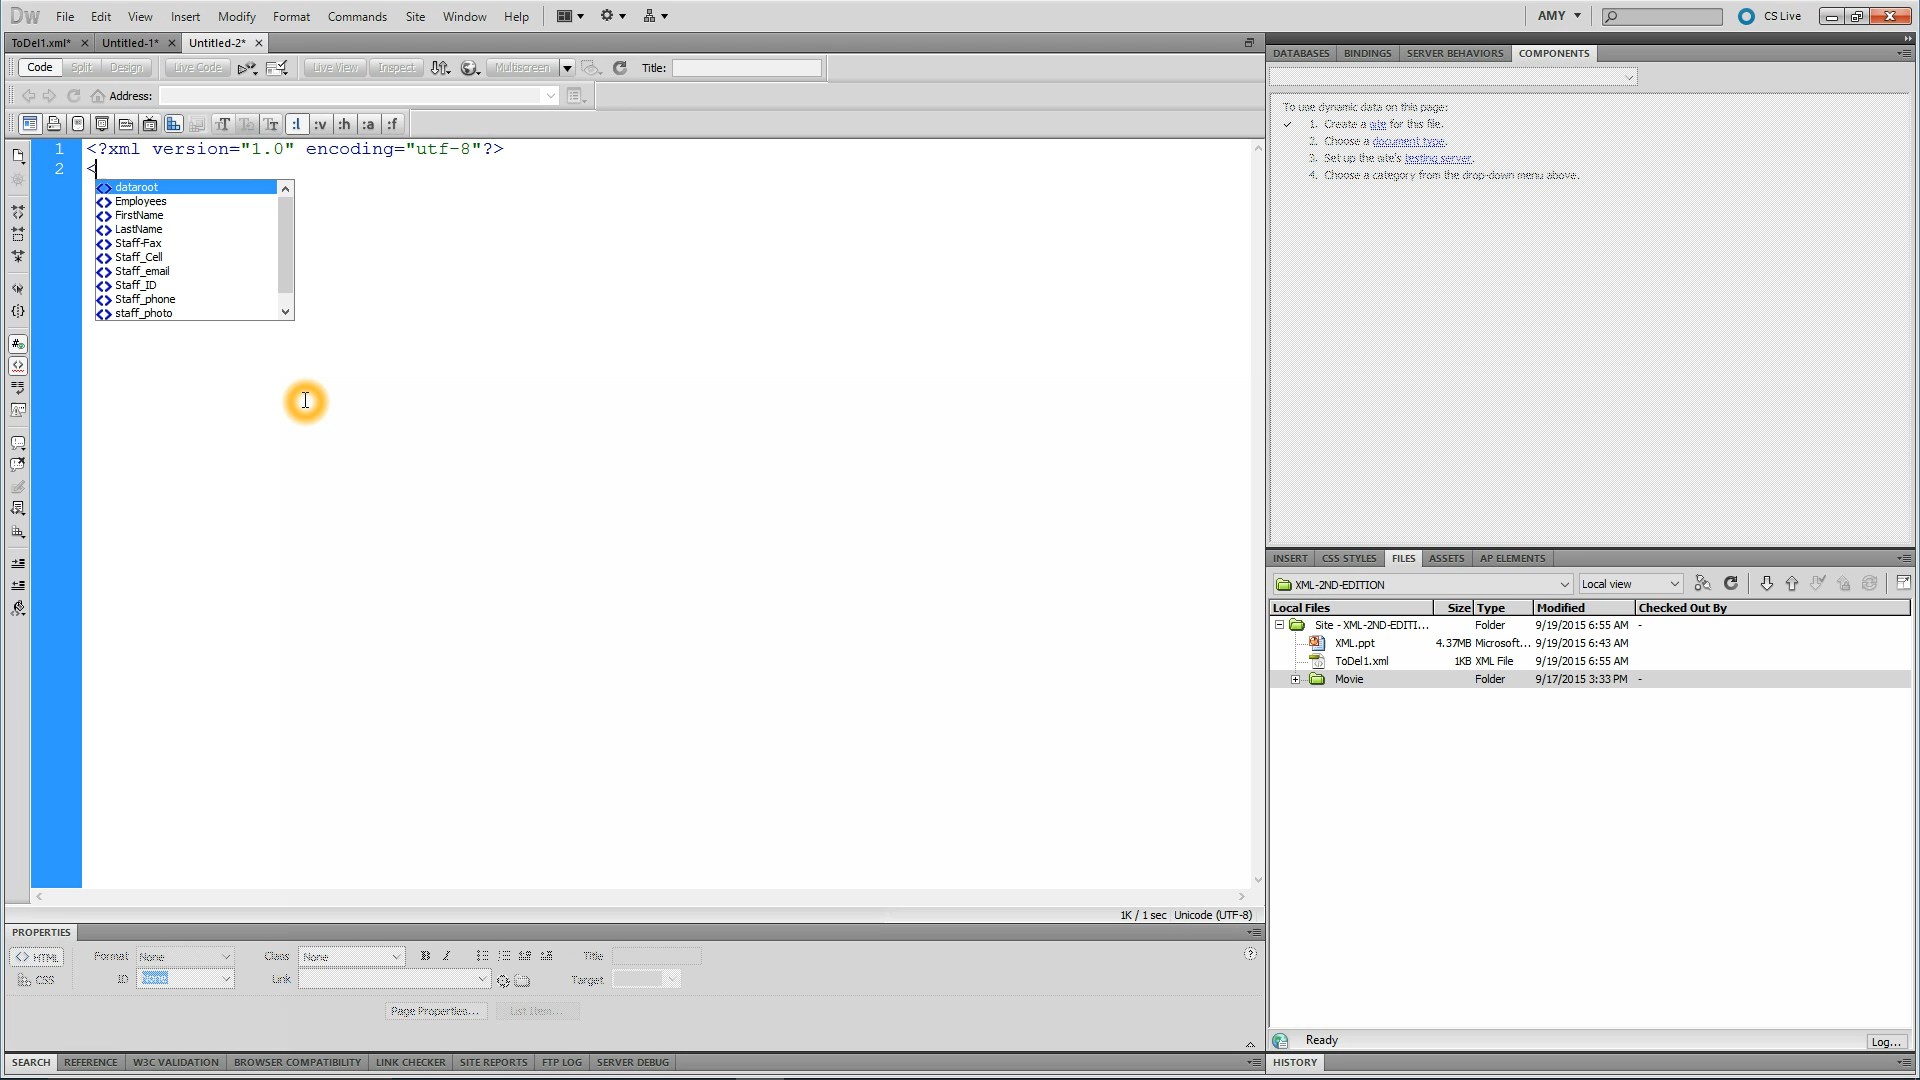 Dw File Edit View Insert Modify Format Commands Site Window Help AMY CS Live
ToDel1.xml* Untitled-1* Untitled-2*
Code Split Design Live Code Live View Inspect Multiscreen Title:
Address:
1 <?xml version="1.0" encoding="utf-8"?>
2 <
dataroot
Employees
FirstName
LastName
Staff-Fax
Staff_Cell
Staff_email
Staff_ID
Staff_phone
staff_photo
1K / 1 sec Unicode (UTF-8)
PROPERTIES
<> HTML Format None Class None B I Title
CSS ID None Link Target
Page Properties... List Item...
SEARCH REFERENCE W3C VALIDATION BROWSER COMPATIBILITY LINK CHECKER SITE REPORTS FTP LOG SERVER DEBUG
DATABASES BINDINGS SERVER BEHAVIORS COMPONENTS
To use dynamic data on this page:
1. Create a site for this file.
2. Choose a document type.
3. Set up the site's testing server.
4. Choose a category from the drop-down menu above.
INSERT CSS STYLES FILES ASSETS AP ELEMENTS
XML-2ND-EDITION Local view
Local Files Size Type Modified Checked Out By
Site - XML-2ND-EDITI... Folder 9/19/2015 6:55 AM -
XML.ppt 4.37MB Microsoft... 9/19/2015 6:43 AM
ToDel1.xml 1KB XML File 9/19/2015 6:55 AM
Movie Folder 9/17/2015 3:33 PM -
Ready Log...
HISTORY